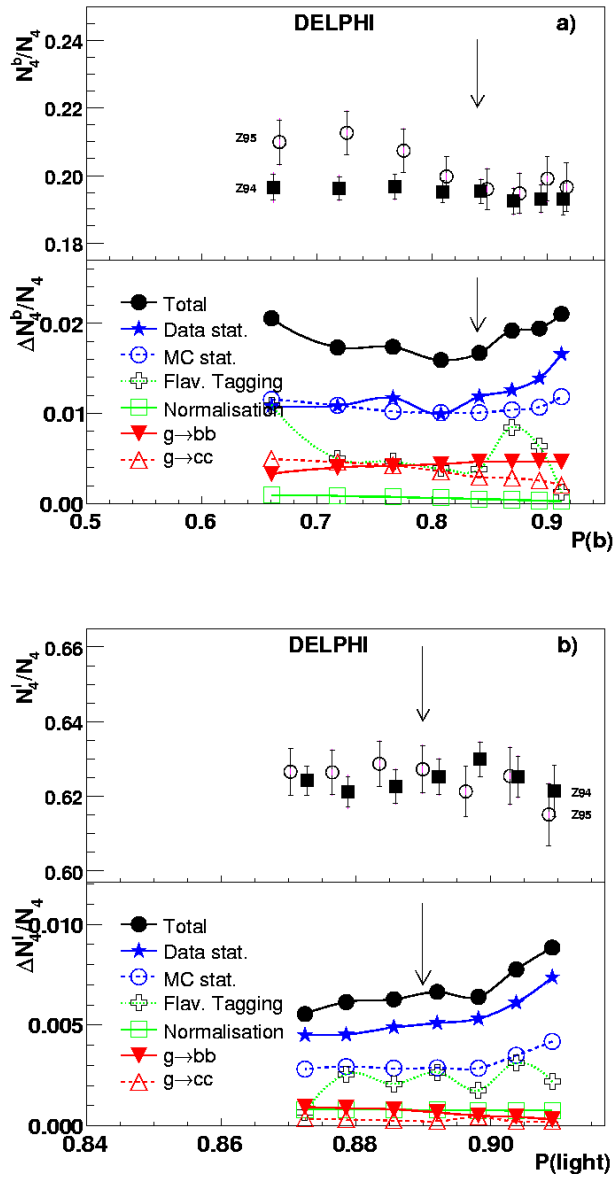 DELPHI a)
N₄ᵇ/N₄
0.24
0.22
0.20
0.18
Z95
Z94
ΔN₄ᵇ/N₄
0.02
0.01
0.00
Total
Data stat.
MC stat.
Flav. Tagging
Normalisation
g→bb
g→cc
0.5 0.6 0.7 0.8 0.9
P(b)
DELPHI b)
N₄ˡ/N₄
0.66
0.64
0.62
0.60
Z94
Z95
ΔN₄ˡ/N₄
0.010
0.005
0.000
Total
Data stat.
MC stat.
Flav. Tagging
Normalisation
g→bb
g→cc
0.84 0.86 0.88 0.90
P(light)